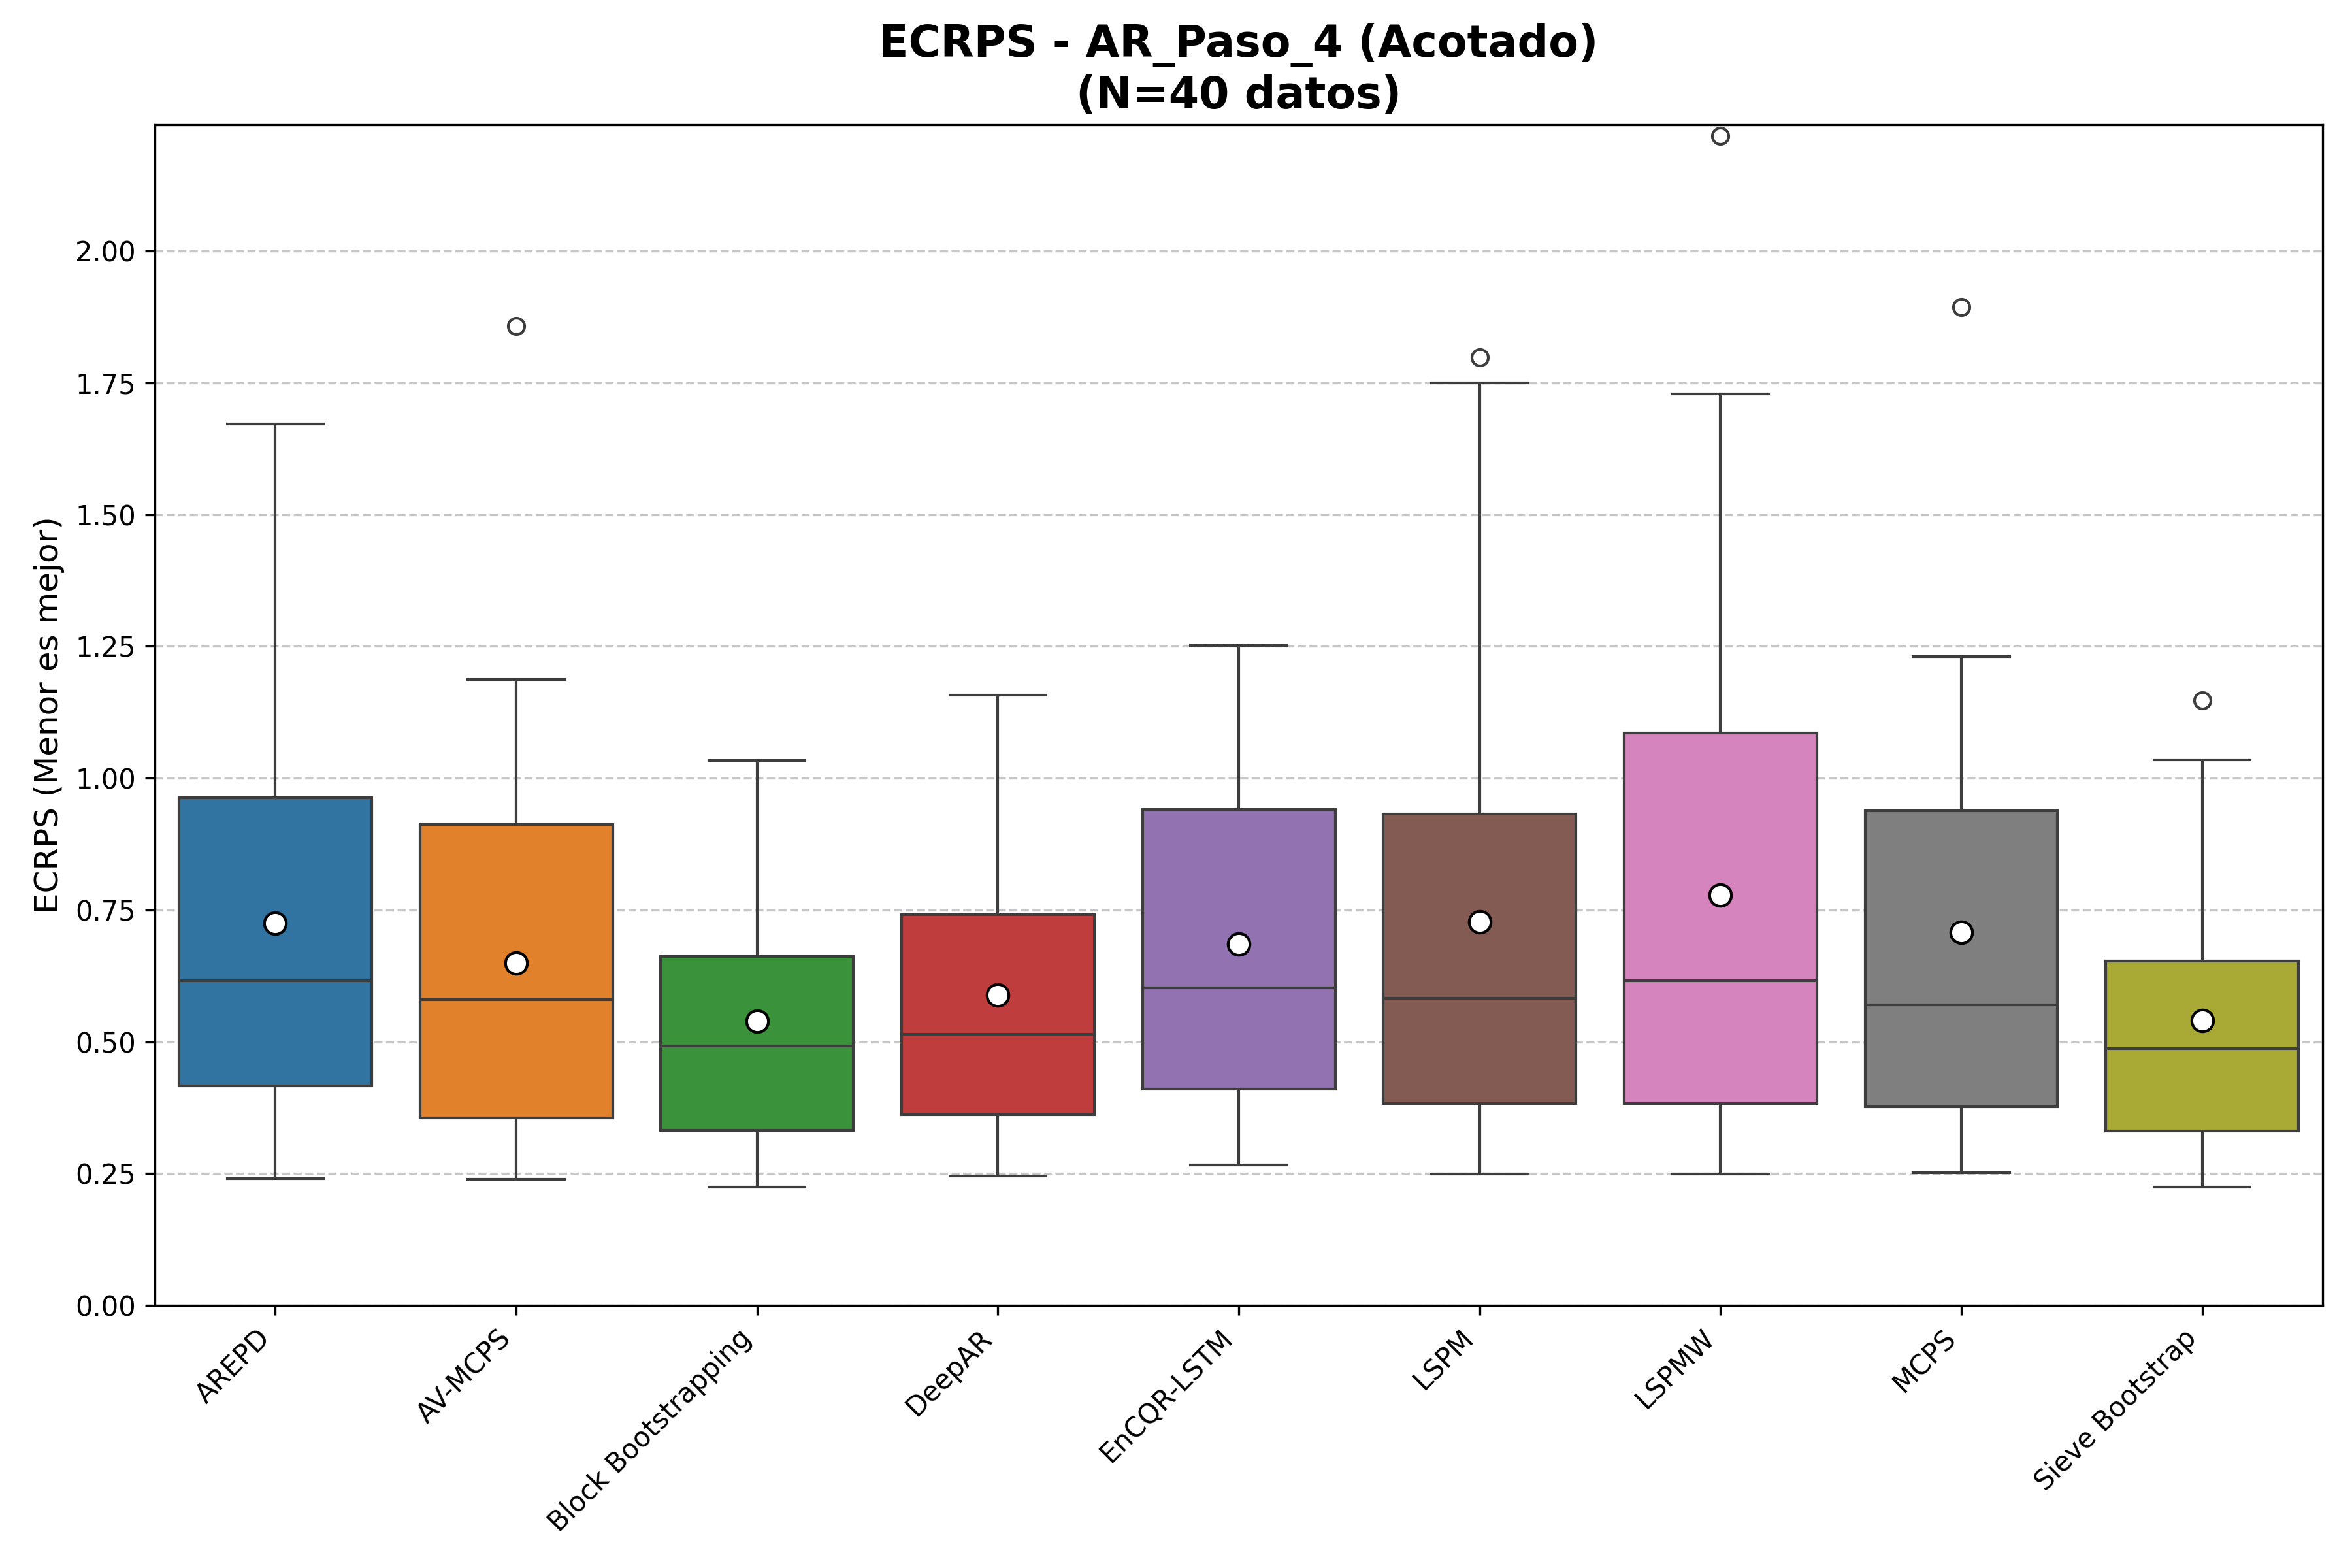 ECRPS - AR_Paso_4 (Acotado)
(N=40 datos)
ECRPS (Menor es mejor)
2.00
1.75
1.50
1.25
1.00
0.75
0.50
0.25
0.00
AREPD
AV-MCPS
Block Bootstrapping
DeepAR
EnCQR-LSTM
LSPM
LSPMW
MCPS
Sieve Bootstrap